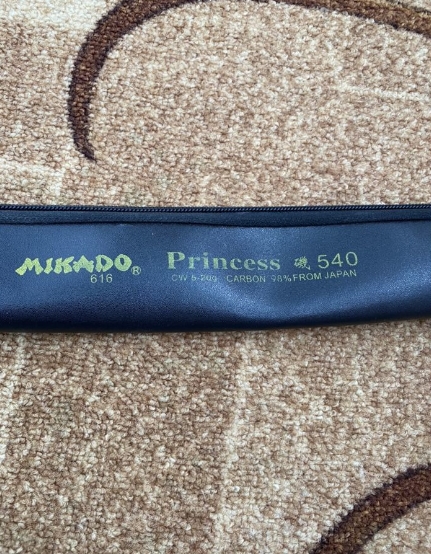 MIKADO® Princess 磯 540
616 CW 5-20g CARBON 98% FROM JAPAN